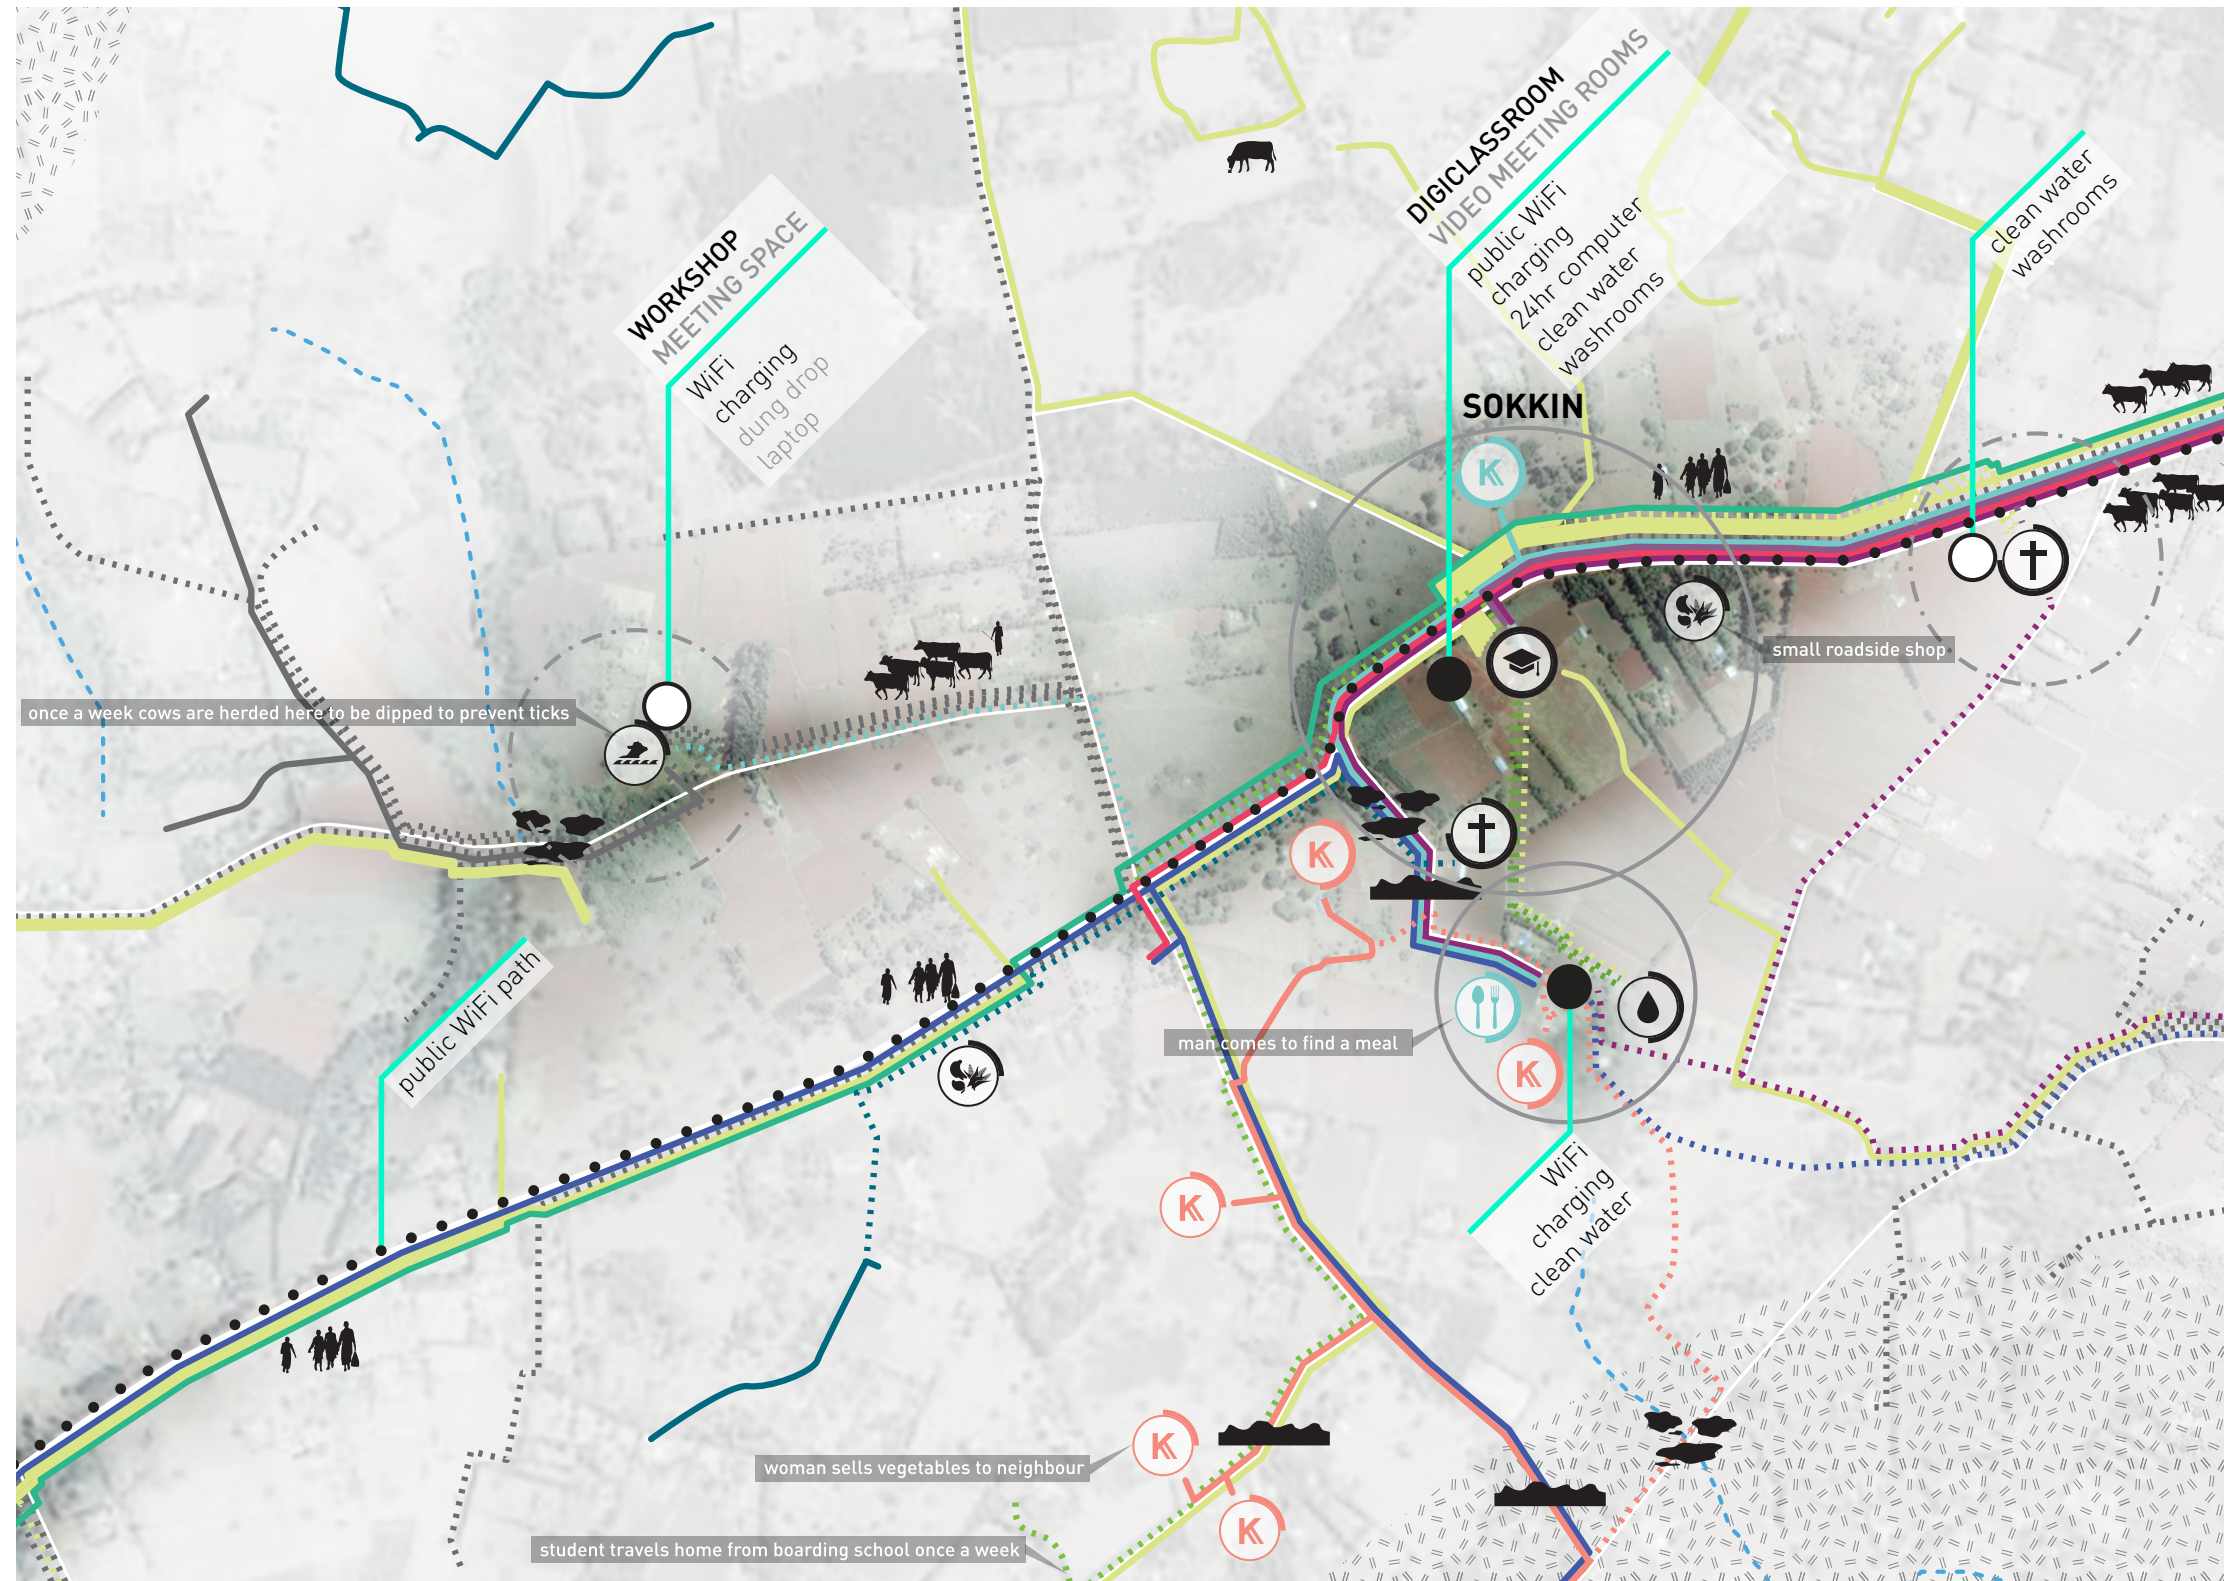 DIGICLASSROOM
VIDEO MEETING ROOMS
public WiFi
charging
24hr computer
clean water
washrooms
clean water
washrooms
WORKSHOP
MEETING SPACE
WiFi
charging
dung drop
laptop
SOKKIN
K
small roadside shop
once a week cows are herded here to be dipped to prevent ticks
K
public WiFi path
man comes to find a meal
K
WiFi
charging
clean water
K
K
woman sells vegetables to neighbour
K
student travels home from boarding school once a week